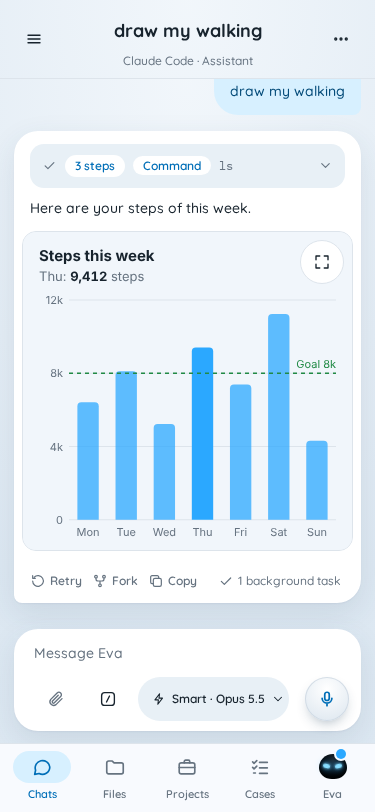 draw my walking
Claude Code · Assistant
draw my walking
3 steps Command 1s
Here are your steps of this week.
Steps this week
Thu: 9,412 steps
12k
Goal 8k
8k
4k
0
Mon Tue Wed Thu Fri Sat Sun
Retry Fork Copy 1 background task
Message Eva
Smart · Opus 5.5
Chats Files Projects Cases Eva